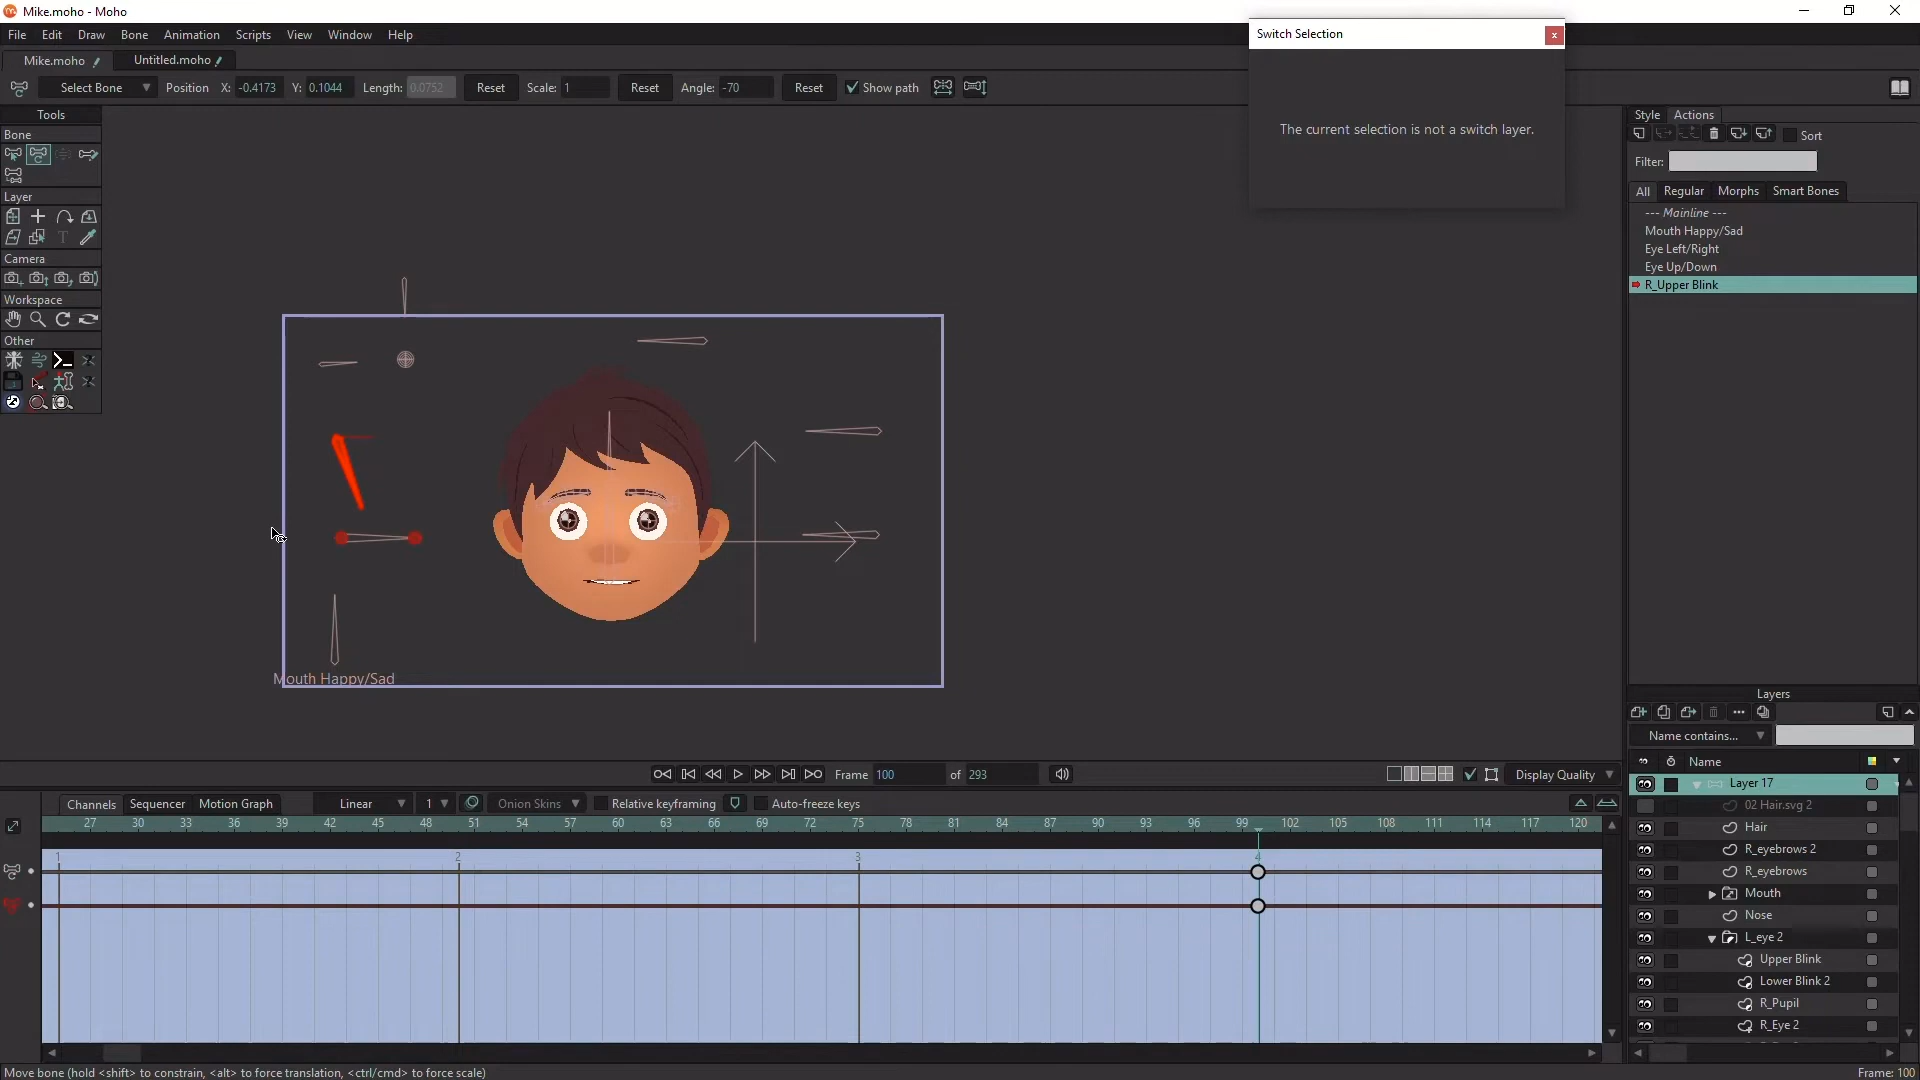 Mike.moho - Moho
File Edit Draw Bone Animation Scripts View Window Help
Mike.moho Untitled.moho
Select Bone Position X: -0.4173 Y: 0.1044 Length: 0.0752 Reset Scale: 1 Reset Angle: -70 Reset Show path
Switch Selection
The current selection is not a switch layer.
Tools
Bone
Layer
Camera
Workspace
Other
Style Actions
Sort
Filter:
All Regular Morphs Smart Bones
--- Mainline ---
Mouth Happy/Sad
Eye Left/Right
Eye Up/Down
R_Upper Blink
Mouth Happy/Sad
Frame 100 of 293
Display Quality
Channels Sequencer Motion Graph Linear 1 Onion Skins Relative keyframing Auto-freeze keys
27 30 33 36 39 42 45 48 51 54 57 60 63 66 69 72 75 78 81 84 87 90 93 96 99 102 105 108 111 114 117 120
1 2 3 4
Layers
Name contains...
Name
Layer 17
02 Hair.svg 2
Hair
R_eyebrows 2
R_eyebrows
Mouth
Nose
L_eye 2
Upper Blink
Lower Blink 2
R_Pupil
R_Eye 2
Move bone (hold <shift> to constrain, <alt> to force translation, <ctrl/cmd> to force scale)
Frame: 100